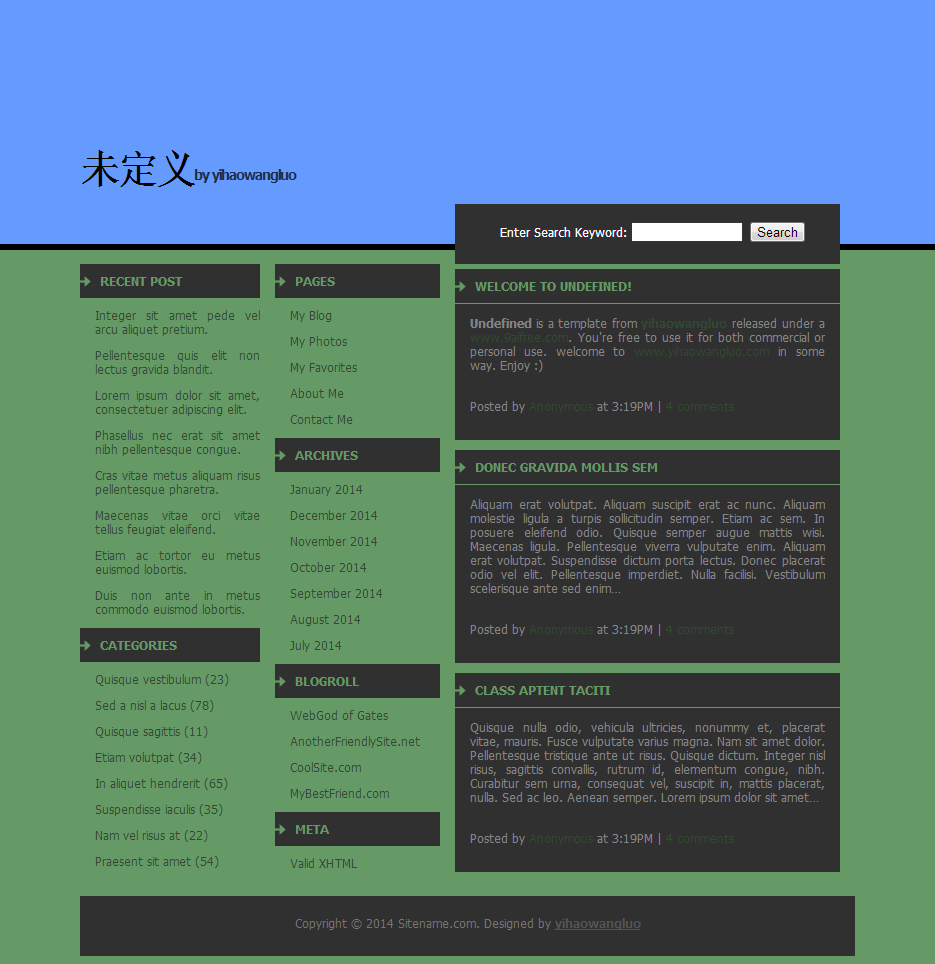 未定义by yihaowangluo
Enter Search Keyword: Search
RECENT POST
Integer sit amet pede vel
arcu aliquet pretium.
Pellentesque quis elit non
lectus gravida blandit.
Lorem ipsum dolor sit amet,
consectetuer adipiscing elit.
Phasellus nec erat sit amet
nibh pellentesque congue.
Cras vitae metus aliquam risus
pellentesque pharetra.
Maecenas vitae orci vitae
tellus feugiat eleifend.
Etiam ac tortor eu metus
euismod lobortis.
Duis non ante in metus
commodo euismod lobortis.
CATEGORIES
Quisque vestibulum (23)
Sed a nisl a lacus (78)
Quisque sagittis (11)
Etiam volutpat (34)
In aliquet hendrerit (65)
Suspendisse iaculis (35)
Nam vel risus at (22)
Praesent sit amet (54)
PAGES
My Blog
My Photos
My Favorites
About Me
Contact Me
ARCHIVES
January 2014
December 2014
November 2014
October 2014
September 2014
August 2014
July 2014
BLOGROLL
WebGod of Gates
AnotherFriendlySite.net
CoolSite.com
MyBestFriend.com
META
Valid XHTML
WELCOME TO UNDEFINED!
Undefined is a template from yihaowangluo released under a
www.9aifree.com. You're free to use it for both commercial or
personal use. welcome to www.yihaowangluo.com in some
way. Enjoy :)
Posted by Anonymous at 3:19PM | 4 comments
DONEC GRAVIDA MOLLIS SEM
Aliquam erat volutpat. Aliquam suscipit erat ac nunc. Aliquam
molestie ligula a turpis sollicitudin semper. Etiam ac sem. In
posuere eleifend odio. Quisque semper augue mattis wisi.
Maecenas ligula. Pellentesque viverra vulputate enim. Aliquam
erat volutpat. Suspendisse dictum porta lectus. Donec placerat
odio vel elit. Pellentesque imperdiet. Nulla facilisi. Vestibulum
scelerisque ante sed enim...
Posted by Anonymous at 3:19PM | 4 comments
CLASS APTENT TACITI
Quisque nulla odio, vehicula ultricies, nonummy et, placerat
vitae, mauris. Fusce vulputate varius magna. Nam sit amet dolor.
Pellentesque tristique ante ut risus. Quisque dictum. Integer nisl
risus, sagittis convallis, rutrum id, elementum congue, nibh.
Curabitur sem urna, consequat vel, suscipit in, mattis placerat,
nulla. Sed ac leo. Aenean semper. Lorem ipsum dolor sit amet...
Posted by Anonymous at 3:19PM | 4 comments
Copyright © 2014 Sitename.com. Designed by yihaowangluo